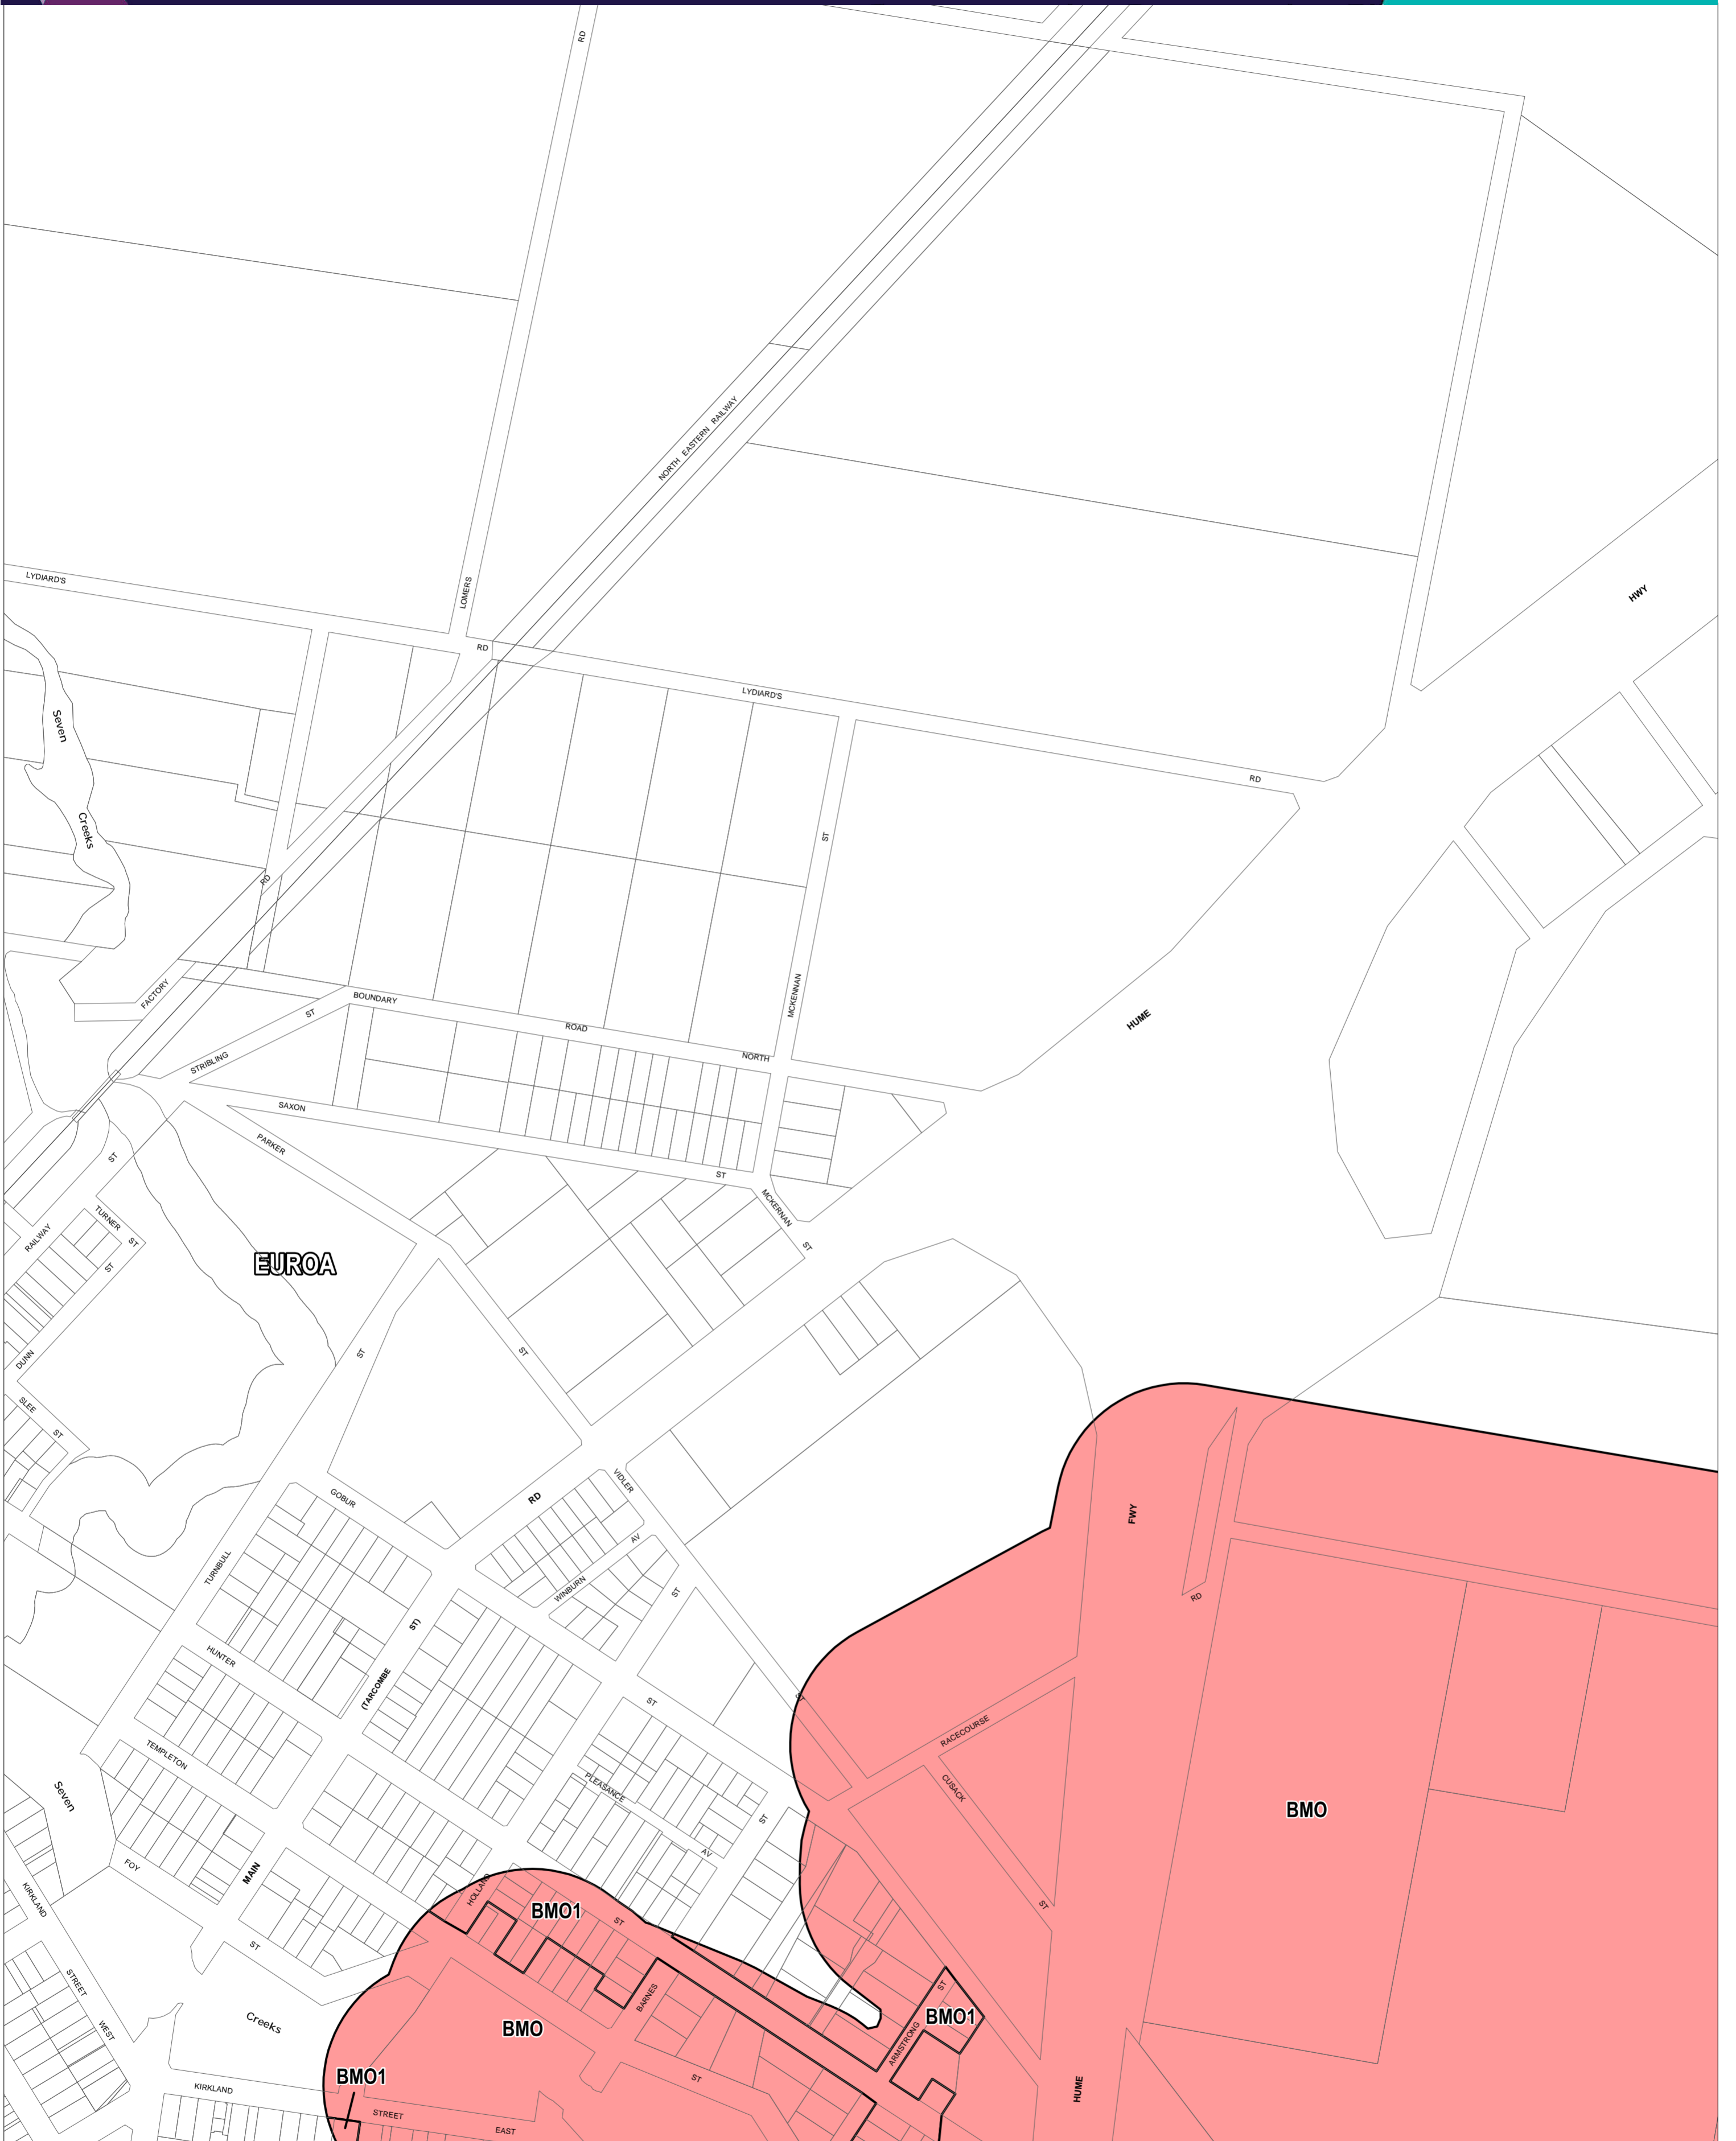 RD
NORTH EASTERN RAILWAY
LYDIARD'S
LOMERS
HWY
RD
LYDIARD'S
Seven
RD
Creeks
ST
RD
FACTORY
BOUNDARY
MCKENNAN
ST
HUME
ROAD
STRIBLING
NORTH
SAXON
PARKER
ST
ST
MCKERNAN
TURNER
ST
RAILWAY
ST
ST
EUROA
ST
ST
DUNN
SLEE
ST
VIDLER
GOBUR
RD
FWY
AV
TURNBULL
WINBURN
ST
RD
ST)
HUNTER
(TARCOMBE
ST
ST
RACECOURSE
TEMPLETON
PLEASANCE
CUSACK
Seven
ST
BMO
AV
FOY
MAIN
KIRKLAND
HOLLAND
BMO1
ST
ST
ST
STREET
ST
BARNES
BMO1
Creeks
BMO
WEST
ARMSTRONG
BMO1
ST
KIRKLAND
HUME
STREET
EAST